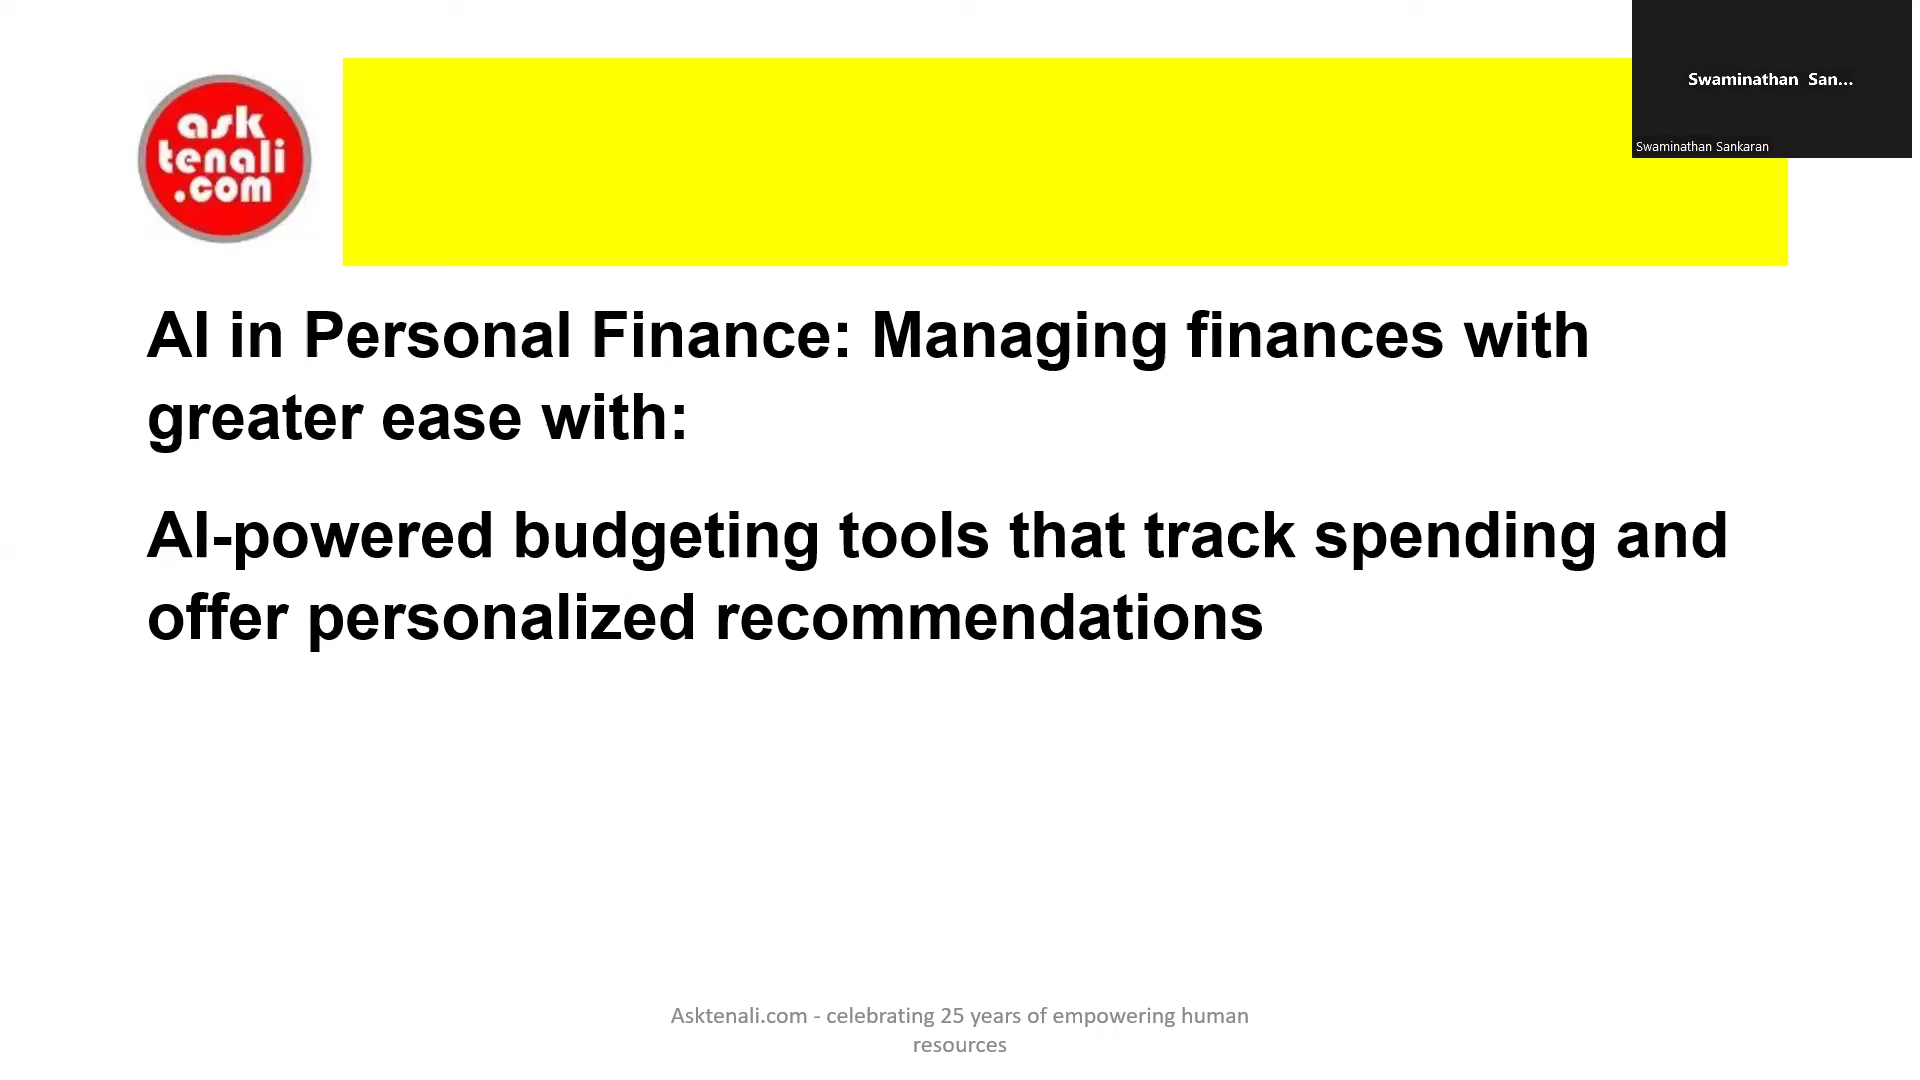 ask
tenali
.com
Swaminathan San...
Swaminathan Sankaran
AI in Personal Finance: Managing finances with
greater ease with:
AI-powered budgeting tools that track spending and
offer personalized recommendations
Asktenali.com - celebrating 25 years of empowering human
resources